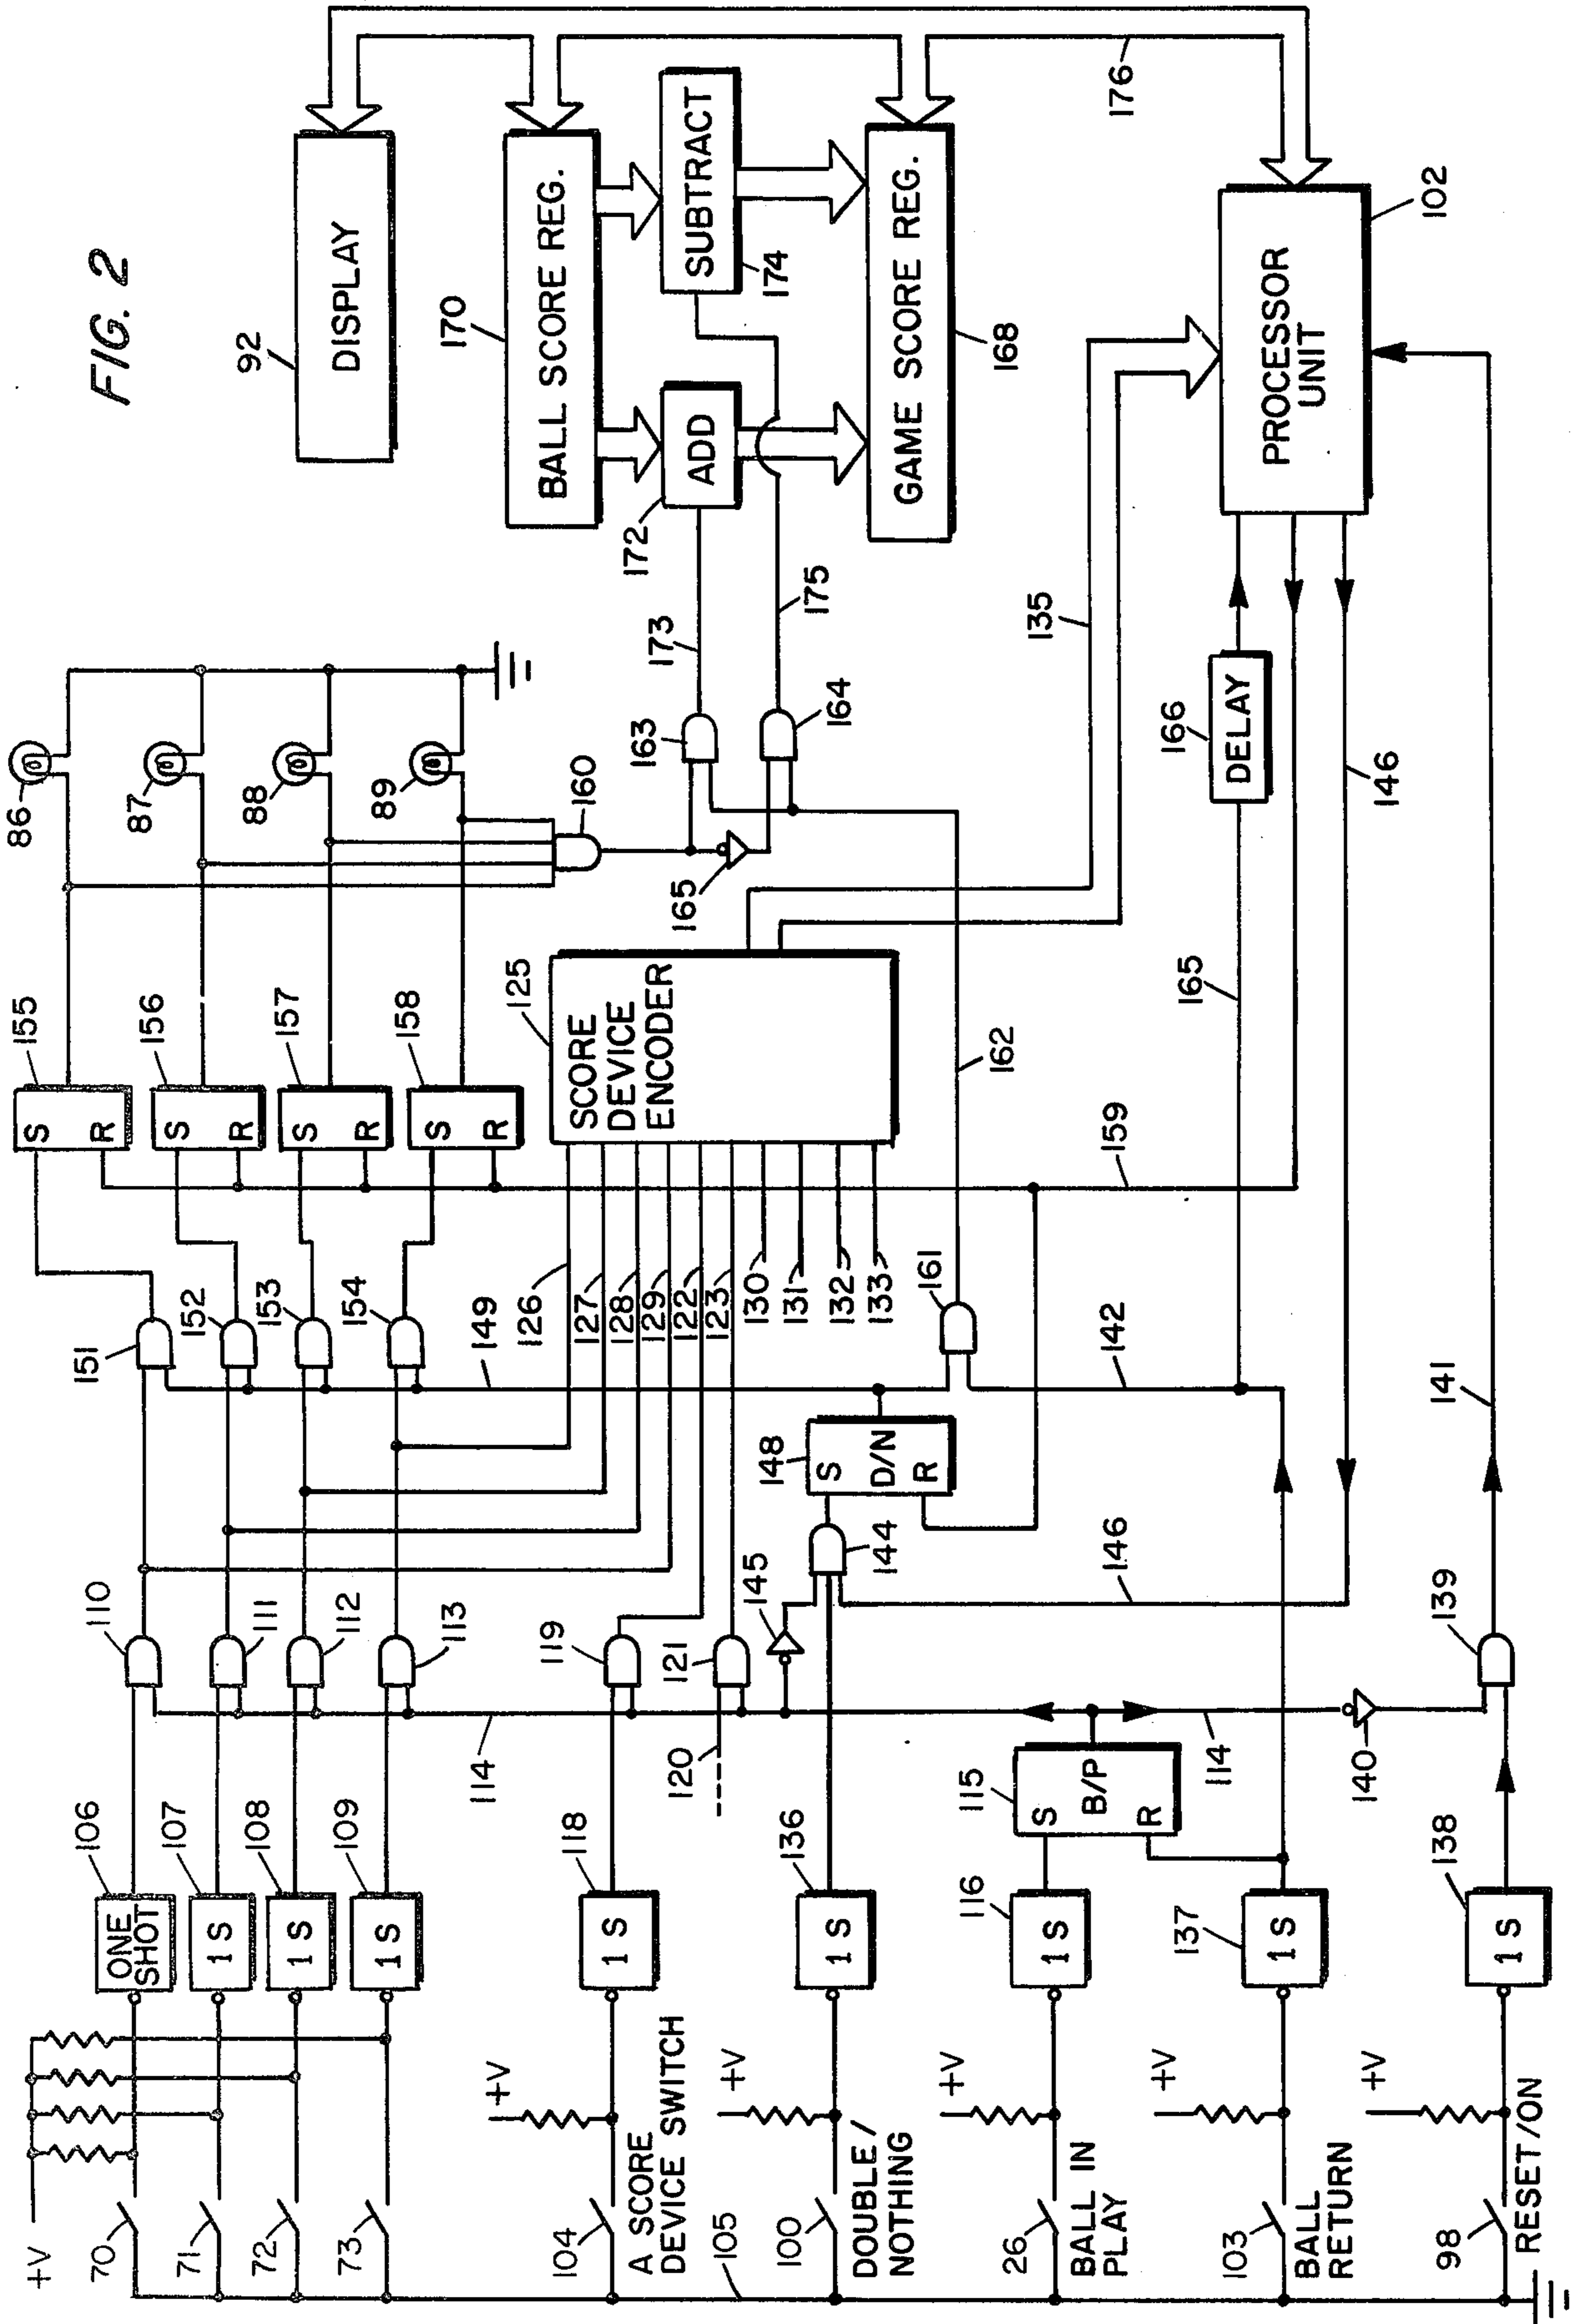 FIG. 2
+V
70
71
72
73
ONE
SHOT
106
1 S
107
1 S
108
1 S
109
110
111
112
113
114
151
152
153
154
149
155
S
R
156
S
R
157
S
R
158
S
R
86
87
88
89
160
163
164
165
173
175
92
DISPLAY
170
BALL SCORE REG.
172
ADD
SUBTRACT
174
GAME SCORE REG.
168
176
104
A SCORE
DEVICE SWITCH
105
+V
1 S
118
119
120
121
126
127
128
129
122
123
130
131
132
133
125
SCORE
DEVICE
ENCODER
135
100
DOUBLE/
NOTHING
+V
1 S
136
145
144
148
S
D/N
R
146
161
162
159
26
BALL IN
PLAY
+V
1 S
116
115
S
B/P
R
114
142
165
166
DELAY
146
PROCESSOR
UNIT
102
103
BALL
RETURN
+V
1 S
137
140
139
141
98
RESET/ON
+V
1 S
138